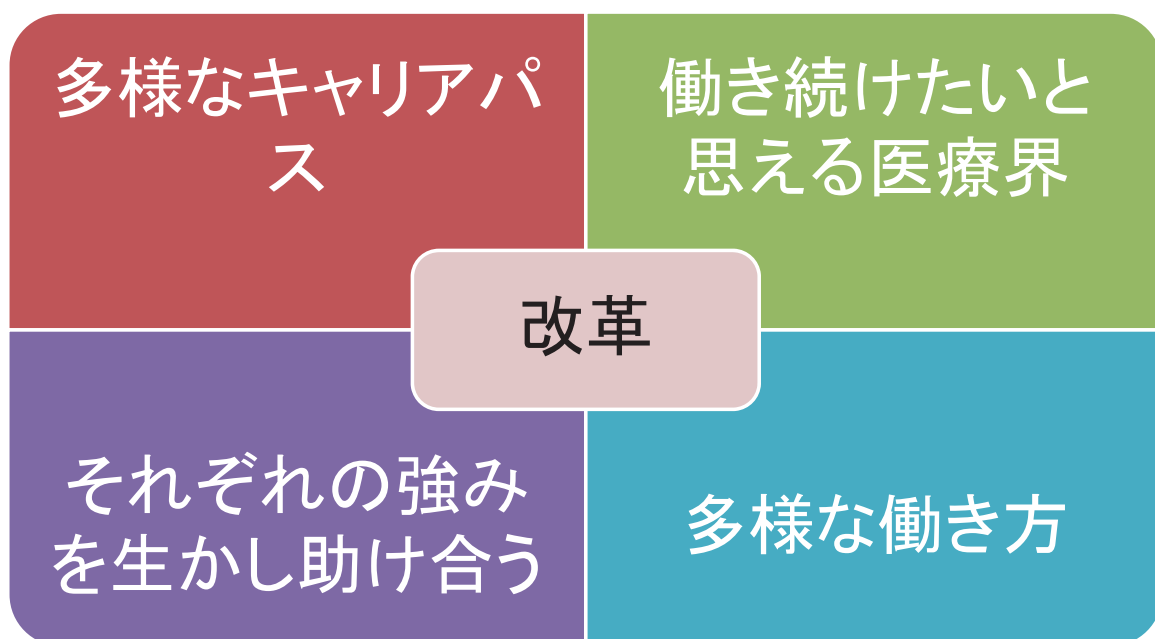 多様なキャリアパ
ス
働き続けたいと
思える医療界
改革
それぞれの強み
を生かし助け合う
多様な働き方